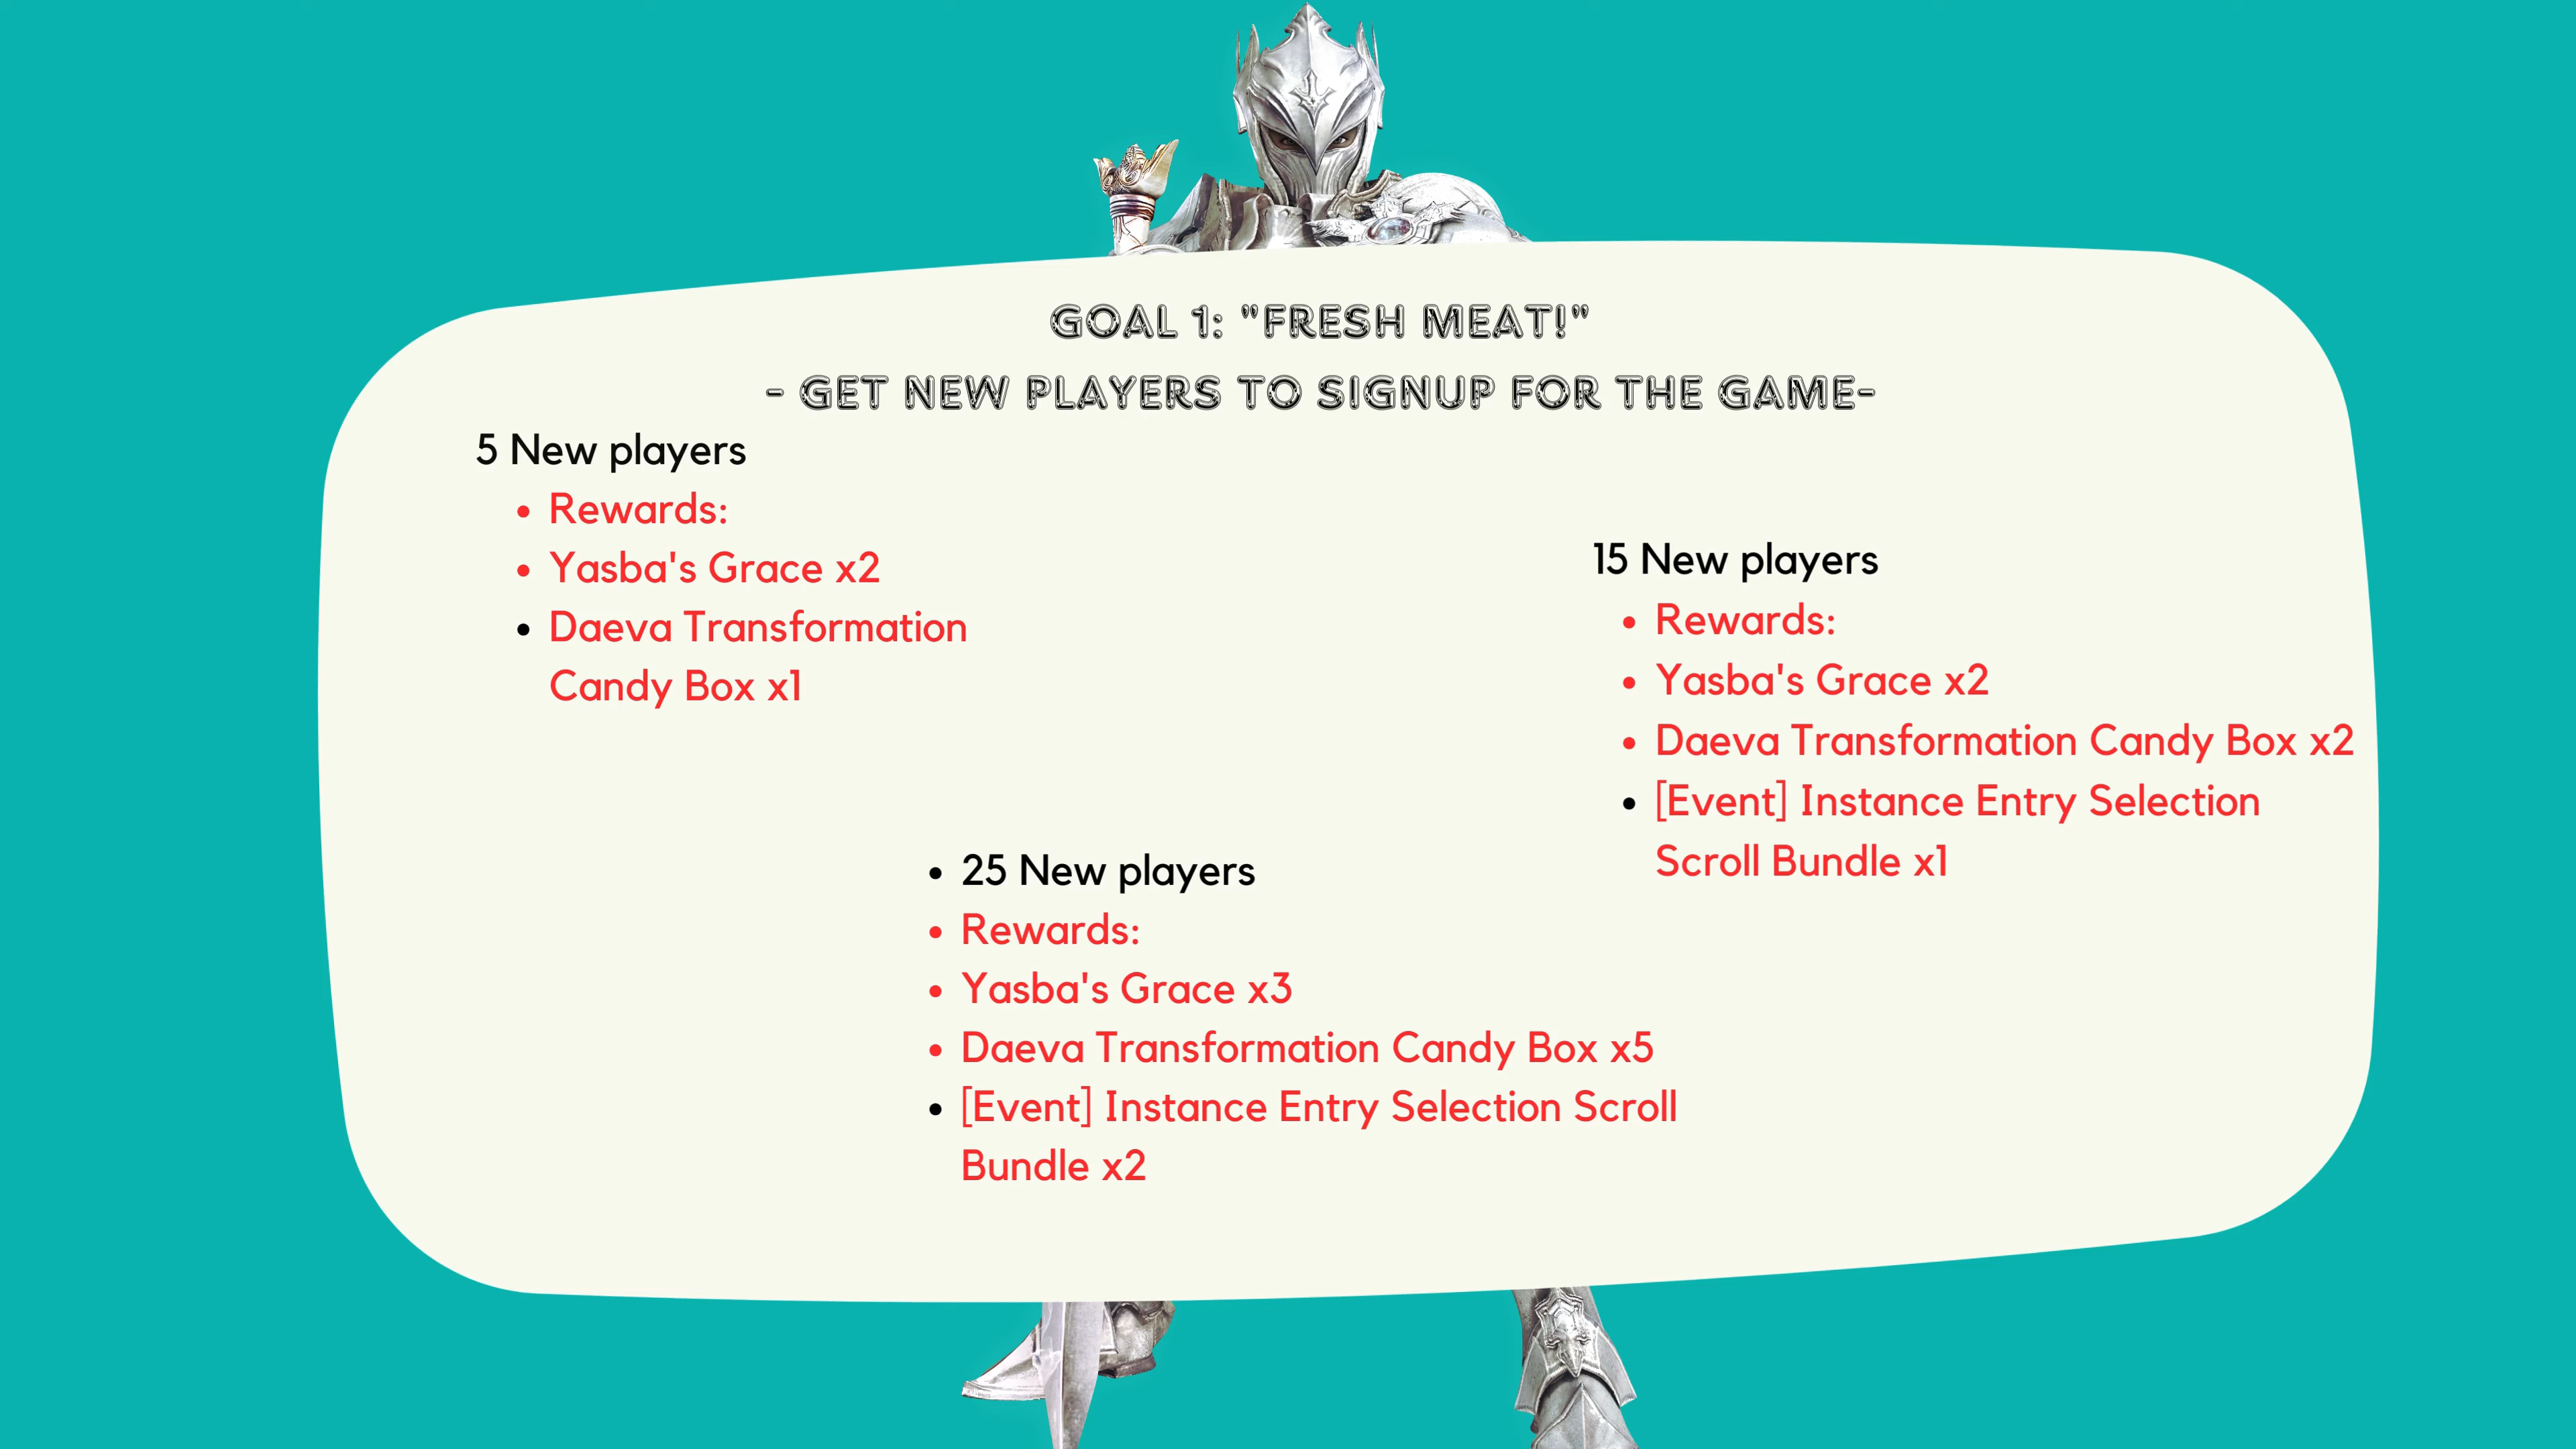 GOAL 1: "FRESH MEAT!"
- GET NEW PLAYERS TO SIGNUP FOR THE GAME-
5 New players
• Rewards:
• Yasba's Grace x2
• Daeva Transformation
Candy Box x1
15 New players
• Rewards:
• Yasba's Grace x2
• Daeva Transformation Candy Box x2
• [Event] Instance Entry Selection
Scroll Bundle x1
• 25 New players
• Rewards:
• Yasba's Grace x3
• Daeva Transformation Candy Box x5
• [Event] Instance Entry Selection Scroll
Bundle x2